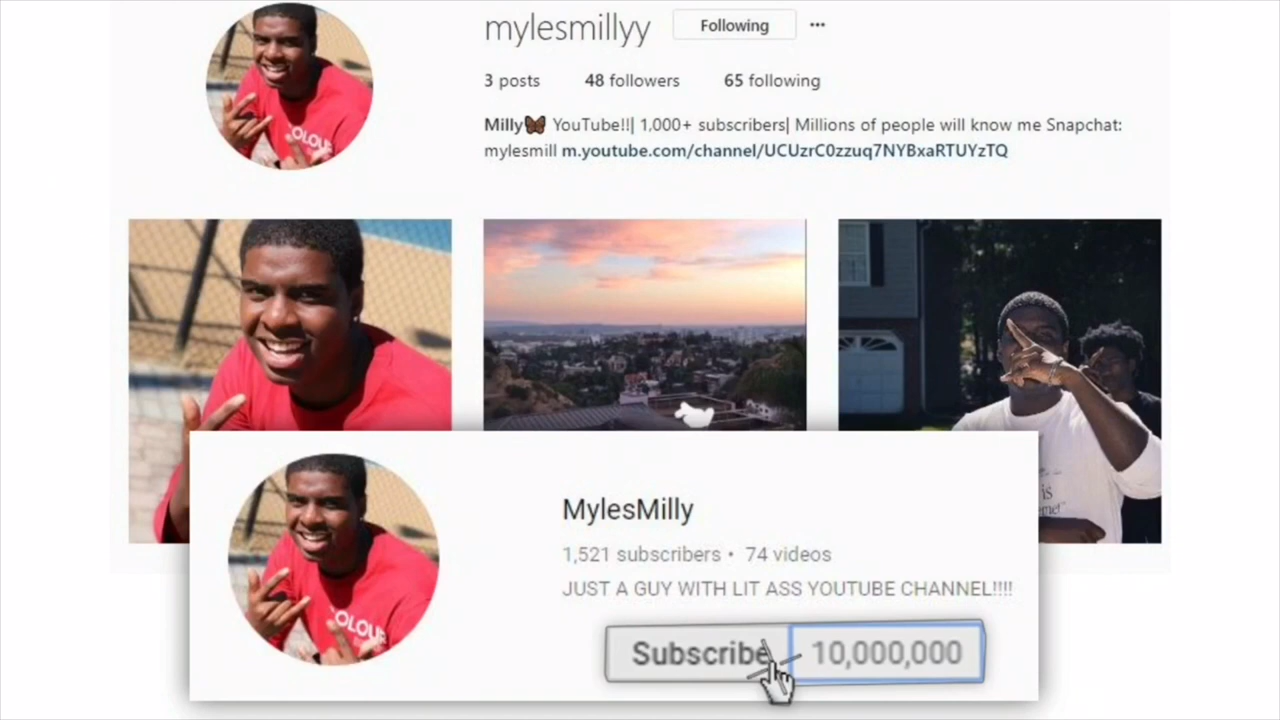 mylesmillyy Following
3 posts 48 followers 65 following
Milly🦋 YouTube!!| 1,000+ subscribers| Millions of people will know me Snapchat:
mylesmill m.youtube.com/channel/UCUzrC0zzuq7NYBxaRTUYzTQ
MylesMilly
1,521 subscribers • 74 videos
JUST A GUY WITH LIT ASS YOUTUBE CHANNEL!!!!
Subscribe 10,000,000